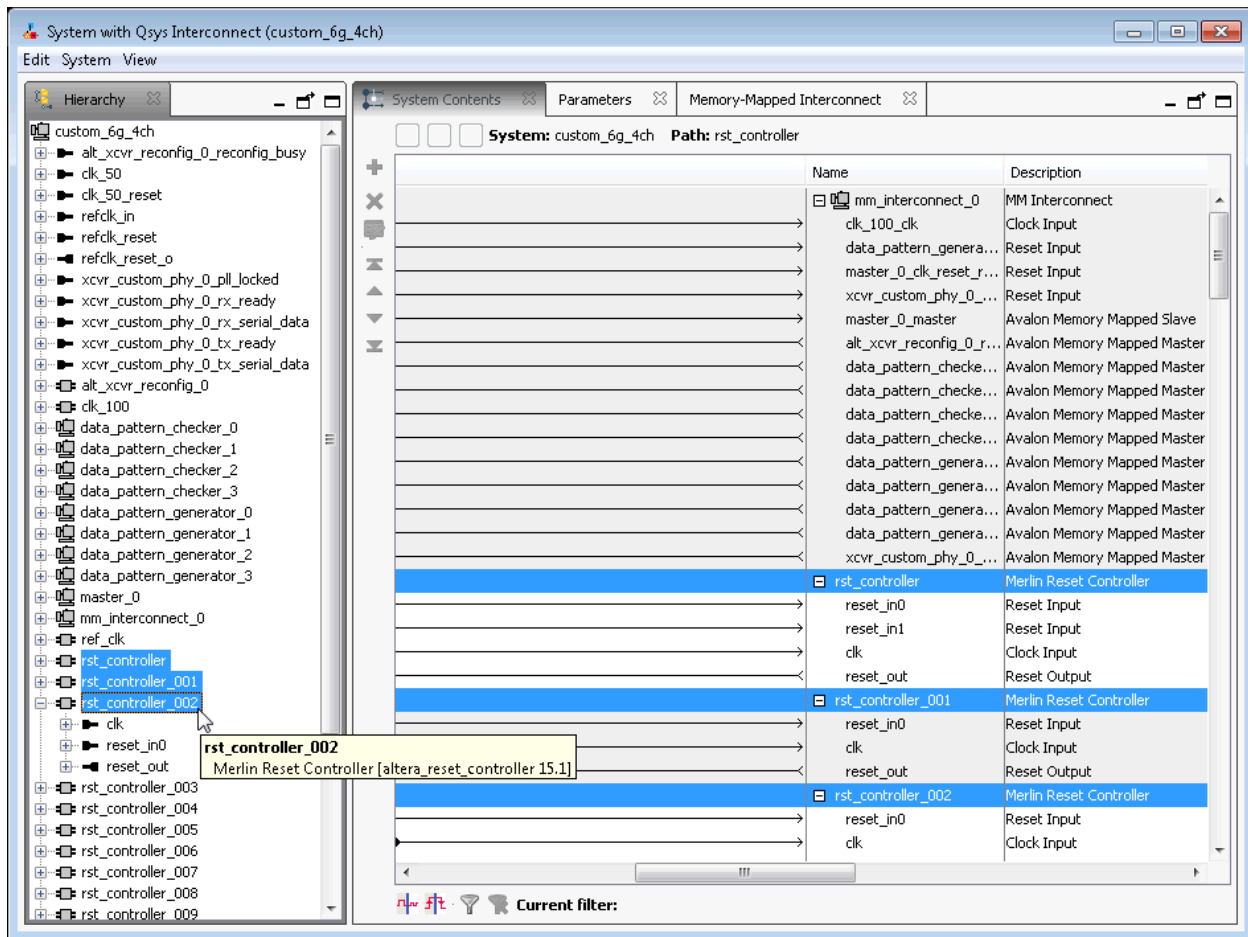 System with Qsys Interconnect (custom_6g_4ch)
Edit System View
Hierarchy
custom_6g_4ch
alt_xcvr_reconfig_0_reconfig_busy
clk_50
clk_50_reset
refclk_in
refclk_reset
refclk_reset_o
xcvr_custom_phy_0_pll_locked
xcvr_custom_phy_0_rx_ready
xcvr_custom_phy_0_rx_serial_data
xcvr_custom_phy_0_tx_ready
xcvr_custom_phy_0_tx_serial_data
alt_xcvr_reconfig_0
clk_100
data_pattern_checker_0
data_pattern_checker_1
data_pattern_checker_2
data_pattern_checker_3
data_pattern_generator_0
data_pattern_generator_1
data_pattern_generator_2
data_pattern_generator_3
master_0
mm_interconnect_0
ref_clk
rst_controller
rst_controller_001
rst_controller_002
clk
reset_in0
reset_out
rst_controller_003
rst_controller_004
rst_controller_005
rst_controller_006
rst_controller_007
rst_controller_008
rst_controller_009
rst_controller_002
Merlin Reset Controller [altera_reset_controller 15.1]
System Contents Parameters Memory-Mapped Interconnect
System: custom_6g_4ch Path: rst_controller
Name Description
mm_interconnect_0 MM Interconnect
clk_100_clk Clock Input
data_pattern_genera... Reset Input
master_0_clk_reset_r... Reset Input
xcvr_custom_phy_0_... Reset Input
master_0_master Avalon Memory Mapped Slave
alt_xcvr_reconfig_0_r... Avalon Memory Mapped Master
data_pattern_checke... Avalon Memory Mapped Master
data_pattern_checke... Avalon Memory Mapped Master
data_pattern_checke... Avalon Memory Mapped Master
data_pattern_checke... Avalon Memory Mapped Master
data_pattern_genera... Avalon Memory Mapped Master
data_pattern_genera... Avalon Memory Mapped Master
data_pattern_genera... Avalon Memory Mapped Master
data_pattern_genera... Avalon Memory Mapped Master
xcvr_custom_phy_0_... Avalon Memory Mapped Master
rst_controller Merlin Reset Controller
reset_in0 Reset Input
reset_in1 Reset Input
clk Clock Input
reset_out Reset Output
rst_controller_001 Merlin Reset Controller
reset_in0 Reset Input
clk Clock Input
reset_out Reset Output
rst_controller_002 Merlin Reset Controller
reset_in0 Reset Input
clk Clock Input
Current filter: